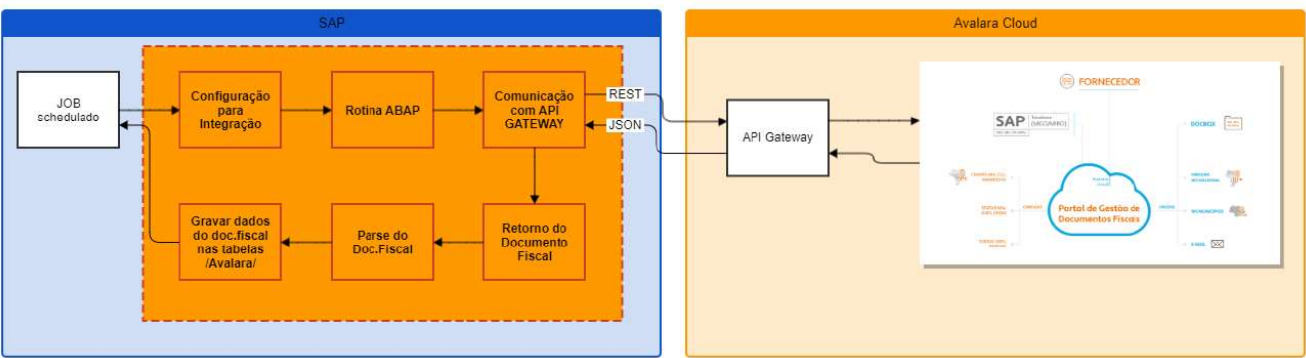 SAP
JOB
schedulado
Configuração
para
Integração
Rotina ABAP
Comunicação
com API
GATEWAY
REST
JSON
Gravar dados
do doc.fiscal
nas tabelas
/Avalara/
Parse do
Doc.Fiscal
Retorno do
Documento
Fiscal
Avalara Cloud
API Gateway
FORNECEDOR
SAP
DOCBOX
Portal de Gestão de
Documentos Fiscais
E-MAIL